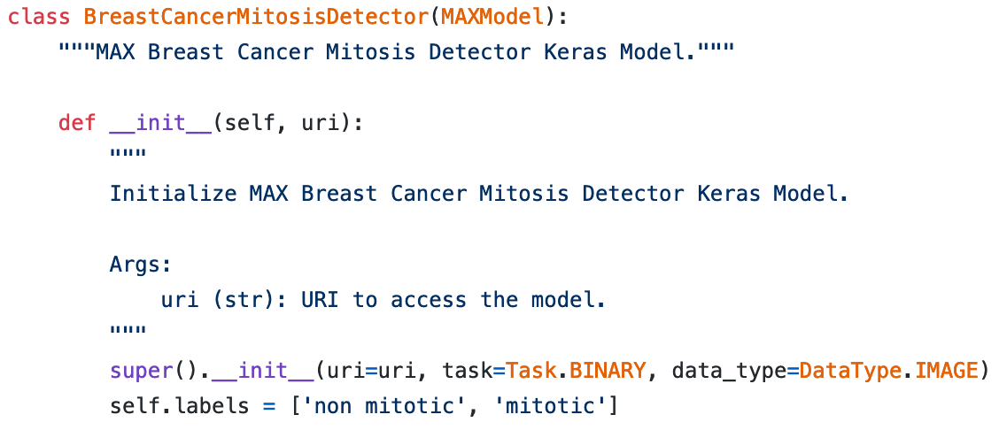 class BreastCancerMitosisDetector(MAXModel):
    """MAX Breast Cancer Mitosis Detector Keras Model."""

    def __init__(self, uri):
        """
        Initialize MAX Breast Cancer Mitosis Detector Keras Model.

        Args:
            uri (str): URI to access the model.
        """
        super().__init__(uri=uri, task=Task.BINARY, data_type=DataType.IMAGE)
        self.labels = ['non mitotic', 'mitotic']